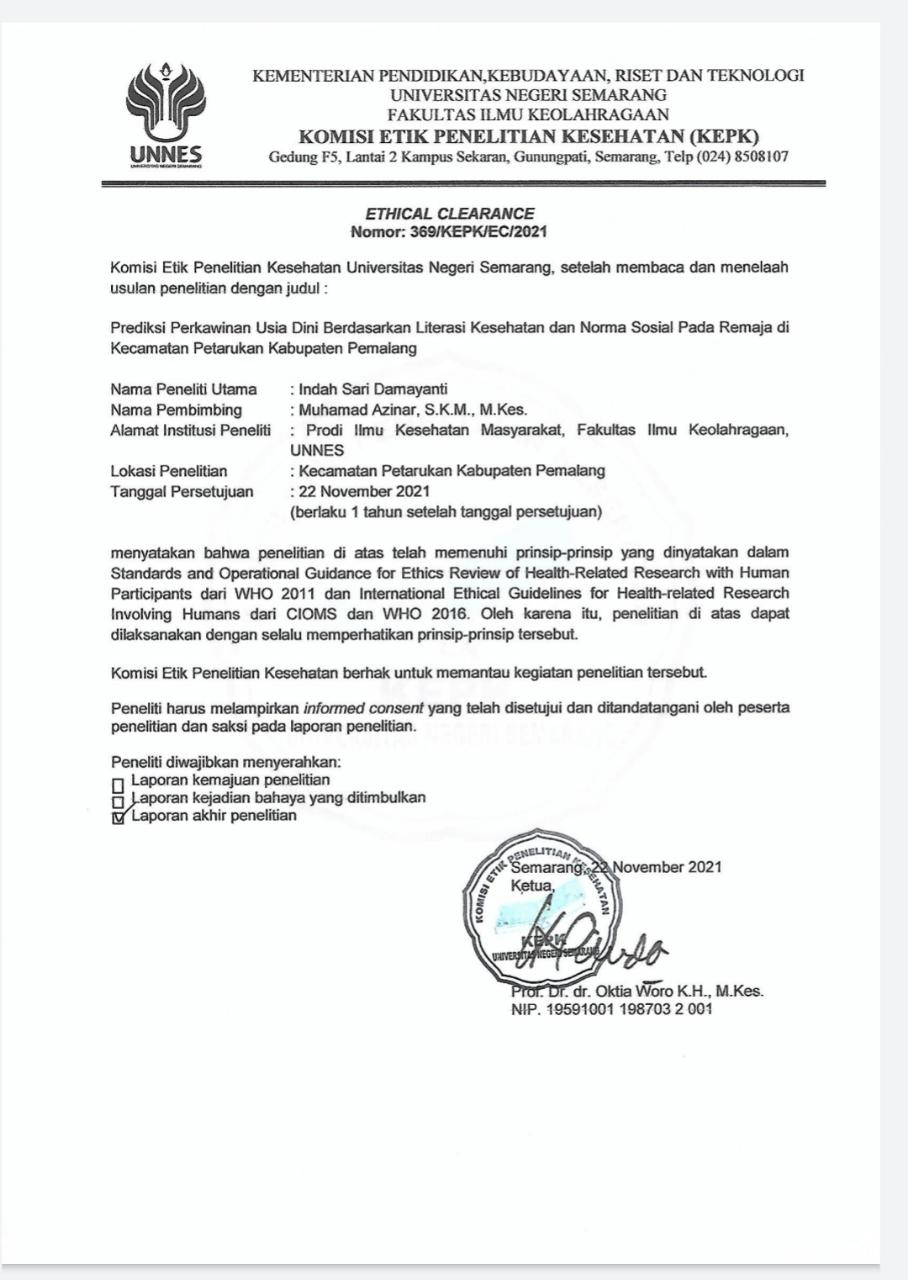 KEMENTERIAN PENDIDIKAN,KEBUDAYAAN, RISET DAN TEKNOLOGI
UNIVERSITAS NEGERI SEMARANG
FAKULTAS ILMU KEOLAHRAGAAN
KOMISI ETIK PENELITIAN KESEHATAN (KEPK)
Gedung F5, Lantai 2 Kampus Sekaran, Gunungpati, Semarang, Telp (024) 8508107
UNNES
UNIVERSITAS NEGERI SEMARANG
ETHICAL CLEARANCE
Nomor: 369/KEPK/EC/2021
Komisi Etik Penelitian Kesehatan Universitas Negeri Semarang, setelah membaca dan menelaah
usulan penelitian dengan judul :
Prediksi Perkawinan Usia Dini Berdasarkan Literasi Kesehatan dan Norma Sosial Pada Remaja di
Kecamatan Petarukan Kabupaten Pemalang
Nama Peneliti Utama : Indah Sari Damayanti
Nama Pembimbing : Muhamad Azinar, S.K.M., M.Kes.
Alamat Institusi Peneliti : Prodi Ilmu Kesehatan Masyarakat, Fakultas Ilmu Keolahragaan,
UNNES
Lokasi Penelitian : Kecamatan Petarukan Kabupaten Pemalang
Tanggal Persetujuan : 22 November 2021
(berlaku 1 tahun setelah tanggal persetujuan)
menyatakan bahwa penelitian di atas telah memenuhi prinsip-prinsip yang dinyatakan dalam
Standards and Operational Guidance for Ethics Review of Health-Related Research with Human
Participants dari WHO 2011 dan International Ethical Guidelines for Health-related Research
Involving Humans dari CIOMS dan WHO 2016. Oleh karena itu, penelitian di atas dapat
dilaksanakan dengan selalu memperhatikan prinsip-prinsip tersebut.
Komisi Etik Penelitian Kesehatan berhak untuk memantau kegiatan penelitian tersebut.
Peneliti harus melampirkan informed consent yang telah disetujui dan ditandatangani oleh peserta
penelitian dan saksi pada laporan penelitian.
Peneliti diwajibkan menyerahkan:
Laporan kemajuan penelitian
Laporan kejadian bahaya yang ditimbulkan
Laporan akhir penelitian
Semarang, 22 November 2021
Ketua,
KOMISI ETIK PENELITIAN KESEHATAN
KEPK
UNIVERSITAS NEGERI SEMARANG
Prof. Dr. dr. Oktia Woro K.H., M.Kes.
NIP. 19591001 198703 2 001